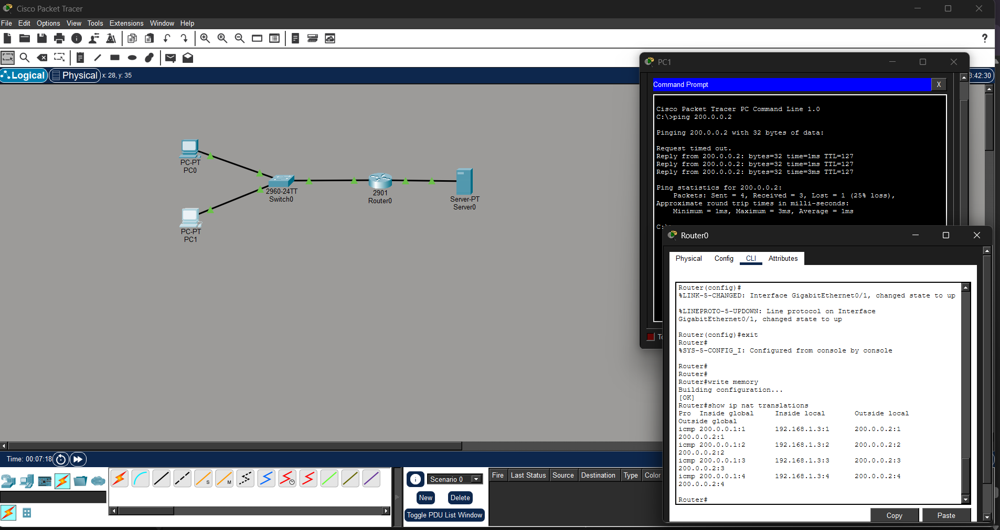 Cisco Packet Tracer
File Edit Options View Tools Extensions Window Help
?
Logical Physical x: 28, y: 35
3:42:30
PC-PT
PC0
PC-PT
PC1
2960-24TT
Switch0
2901
Router0
Server-PT
Server0
PC1
Command Prompt X
Cisco Packet Tracer PC Command Line 1.0
C:\>ping 200.0.0.2
Pinging 200.0.0.2 with 32 bytes of data:
Request timed out.
Reply from 200.0.0.2: bytes=32 time=1ms TTL=127
Reply from 200.0.0.2: bytes=32 time=1ms TTL=127
Reply from 200.0.0.2: bytes=32 time=3ms TTL=127
Ping statistics for 200.0.0.2:
Packets: Sent = 4, Received = 3, Lost = 1 (25% loss),
Approximate round trip times in milli-seconds:
Minimum = 1ms, Maximum = 3ms, Average = 1ms
Router0
Physical Config CLI Attributes
Router(config)#
%LINK-5-CHANGED: Interface GigabitEthernet0/1, changed state to up
%LINEPROTO-5-UPDOWN: Line protocol on Interface
GigabitEthernet0/1, changed state to up
Router(config)#exit
Router#
%SYS-5-CONFIG_I: Configured from console by console
Router#
Router#
Router#write memory
Building configuration...
[OK]
Router#show ip nat translations
Pro Inside global Inside local Outside local
Outside global
icmp 200.0.0.1:1 192.168.1.3:1 200.0.0.2:1
200.0.0.2:1
icmp 200.0.0.1:2 192.168.1.3:2 200.0.0.2:2
200.0.0.2:2
icmp 200.0.0.1:3 192.168.1.3:3 200.0.0.2:3
200.0.0.2:3
icmp 200.0.0.1:4 192.168.1.3:4 200.0.0.2:4
200.0.0.2:4
Router#
Copy Paste
Time: 00:07:18
S
M
Scenario 0
New Delete
Toggle PDU List Window
Fire Last Status Source Destination Type Color